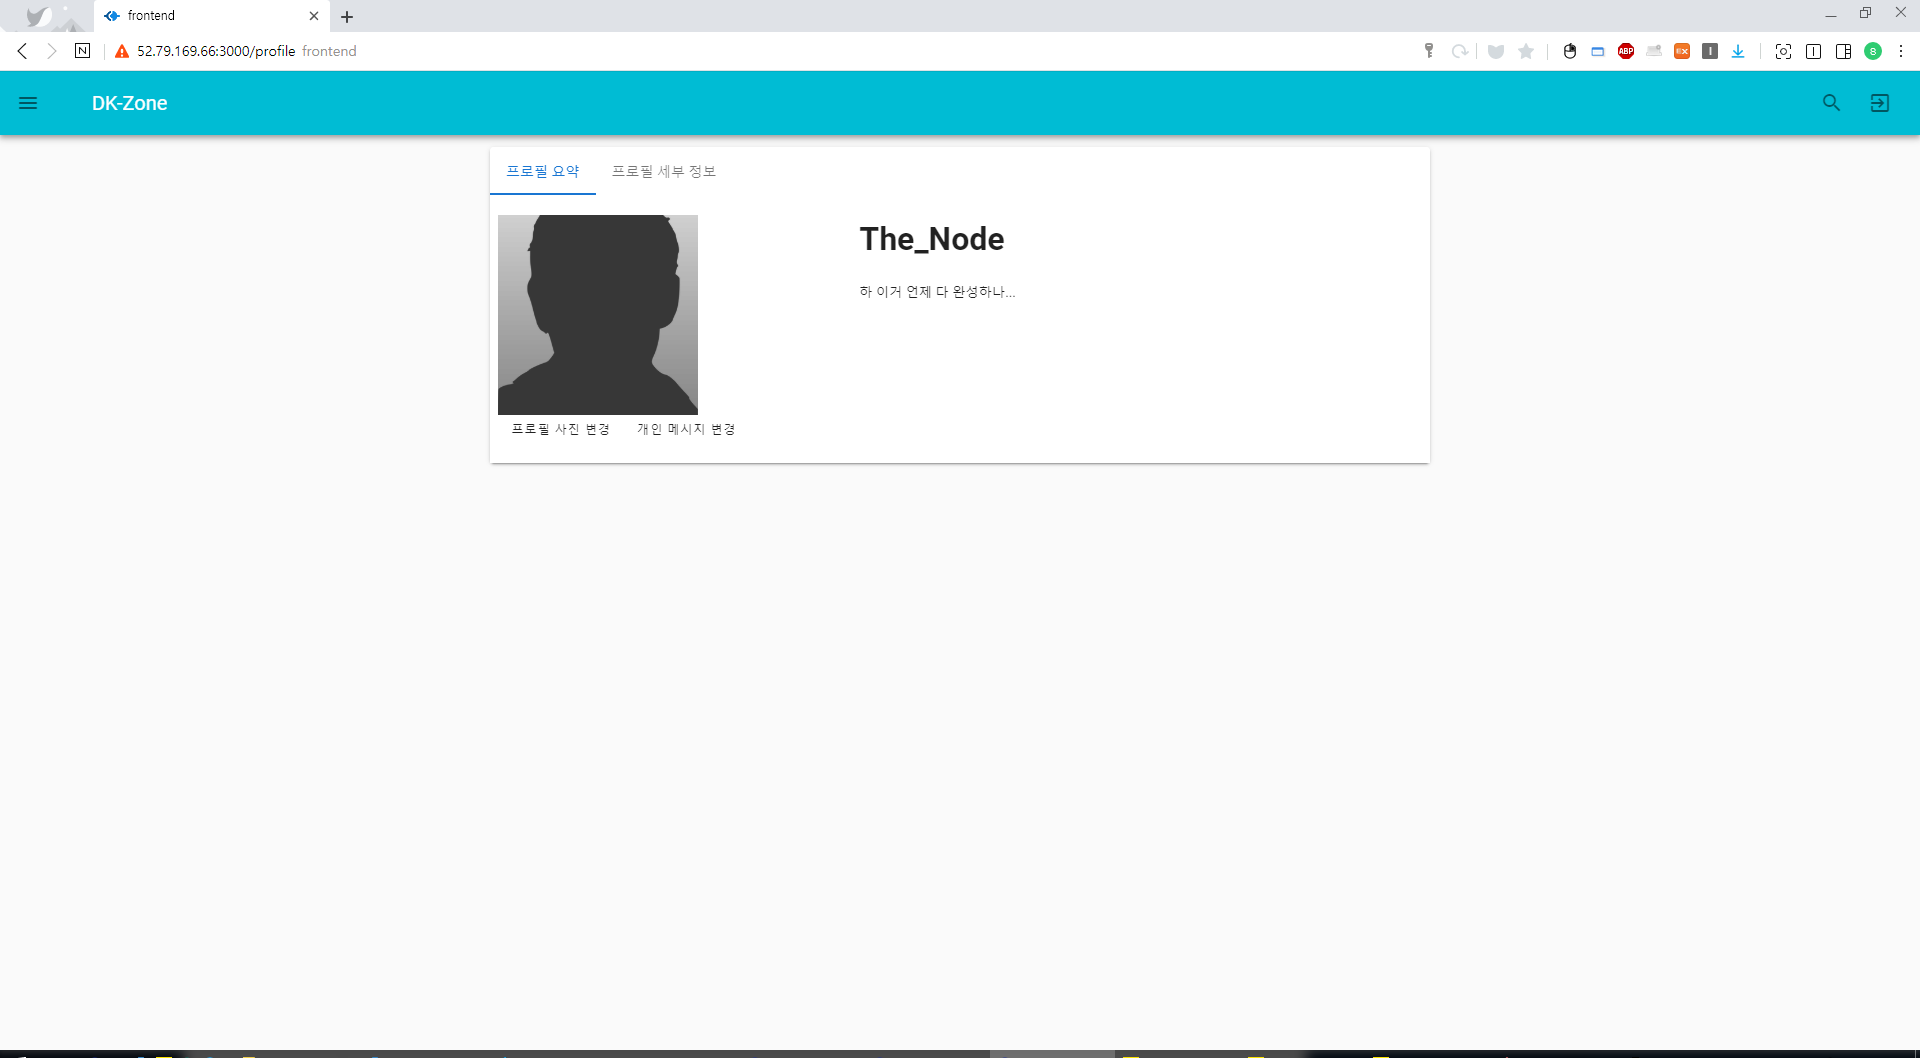 frontend
52.79.169.66:3000/profile frontend
DK-Zone
프로필 요약 프로필 세부 정보
The_Node
하 이거 언제 다 완성하나...
프로필 사진 변경 개인 메시지 변경
N
ABP
8